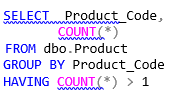 SELECT Product_Code,
COUNT(*)
FROM dbo.Product
GROUP BY Product_Code
HAVING COUNT(*) > 1